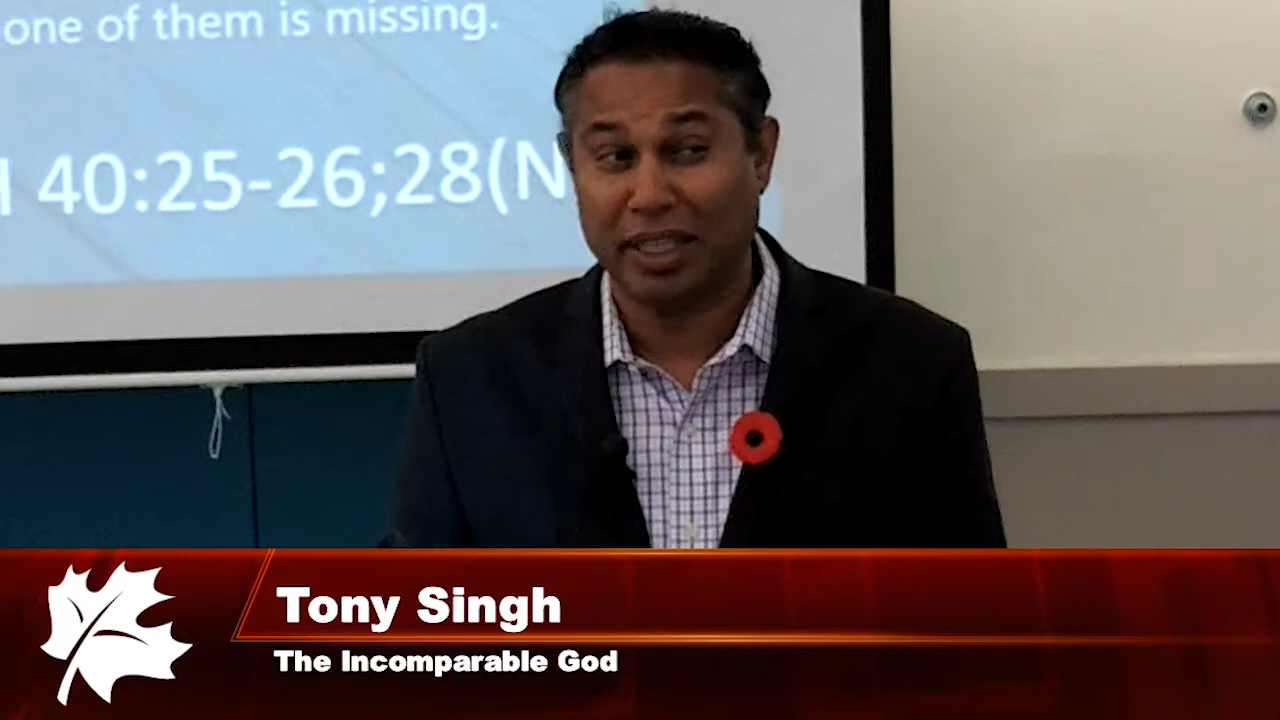 one of them is missing.
40:25-26;28(N
Tony Singh
The Incomparable God